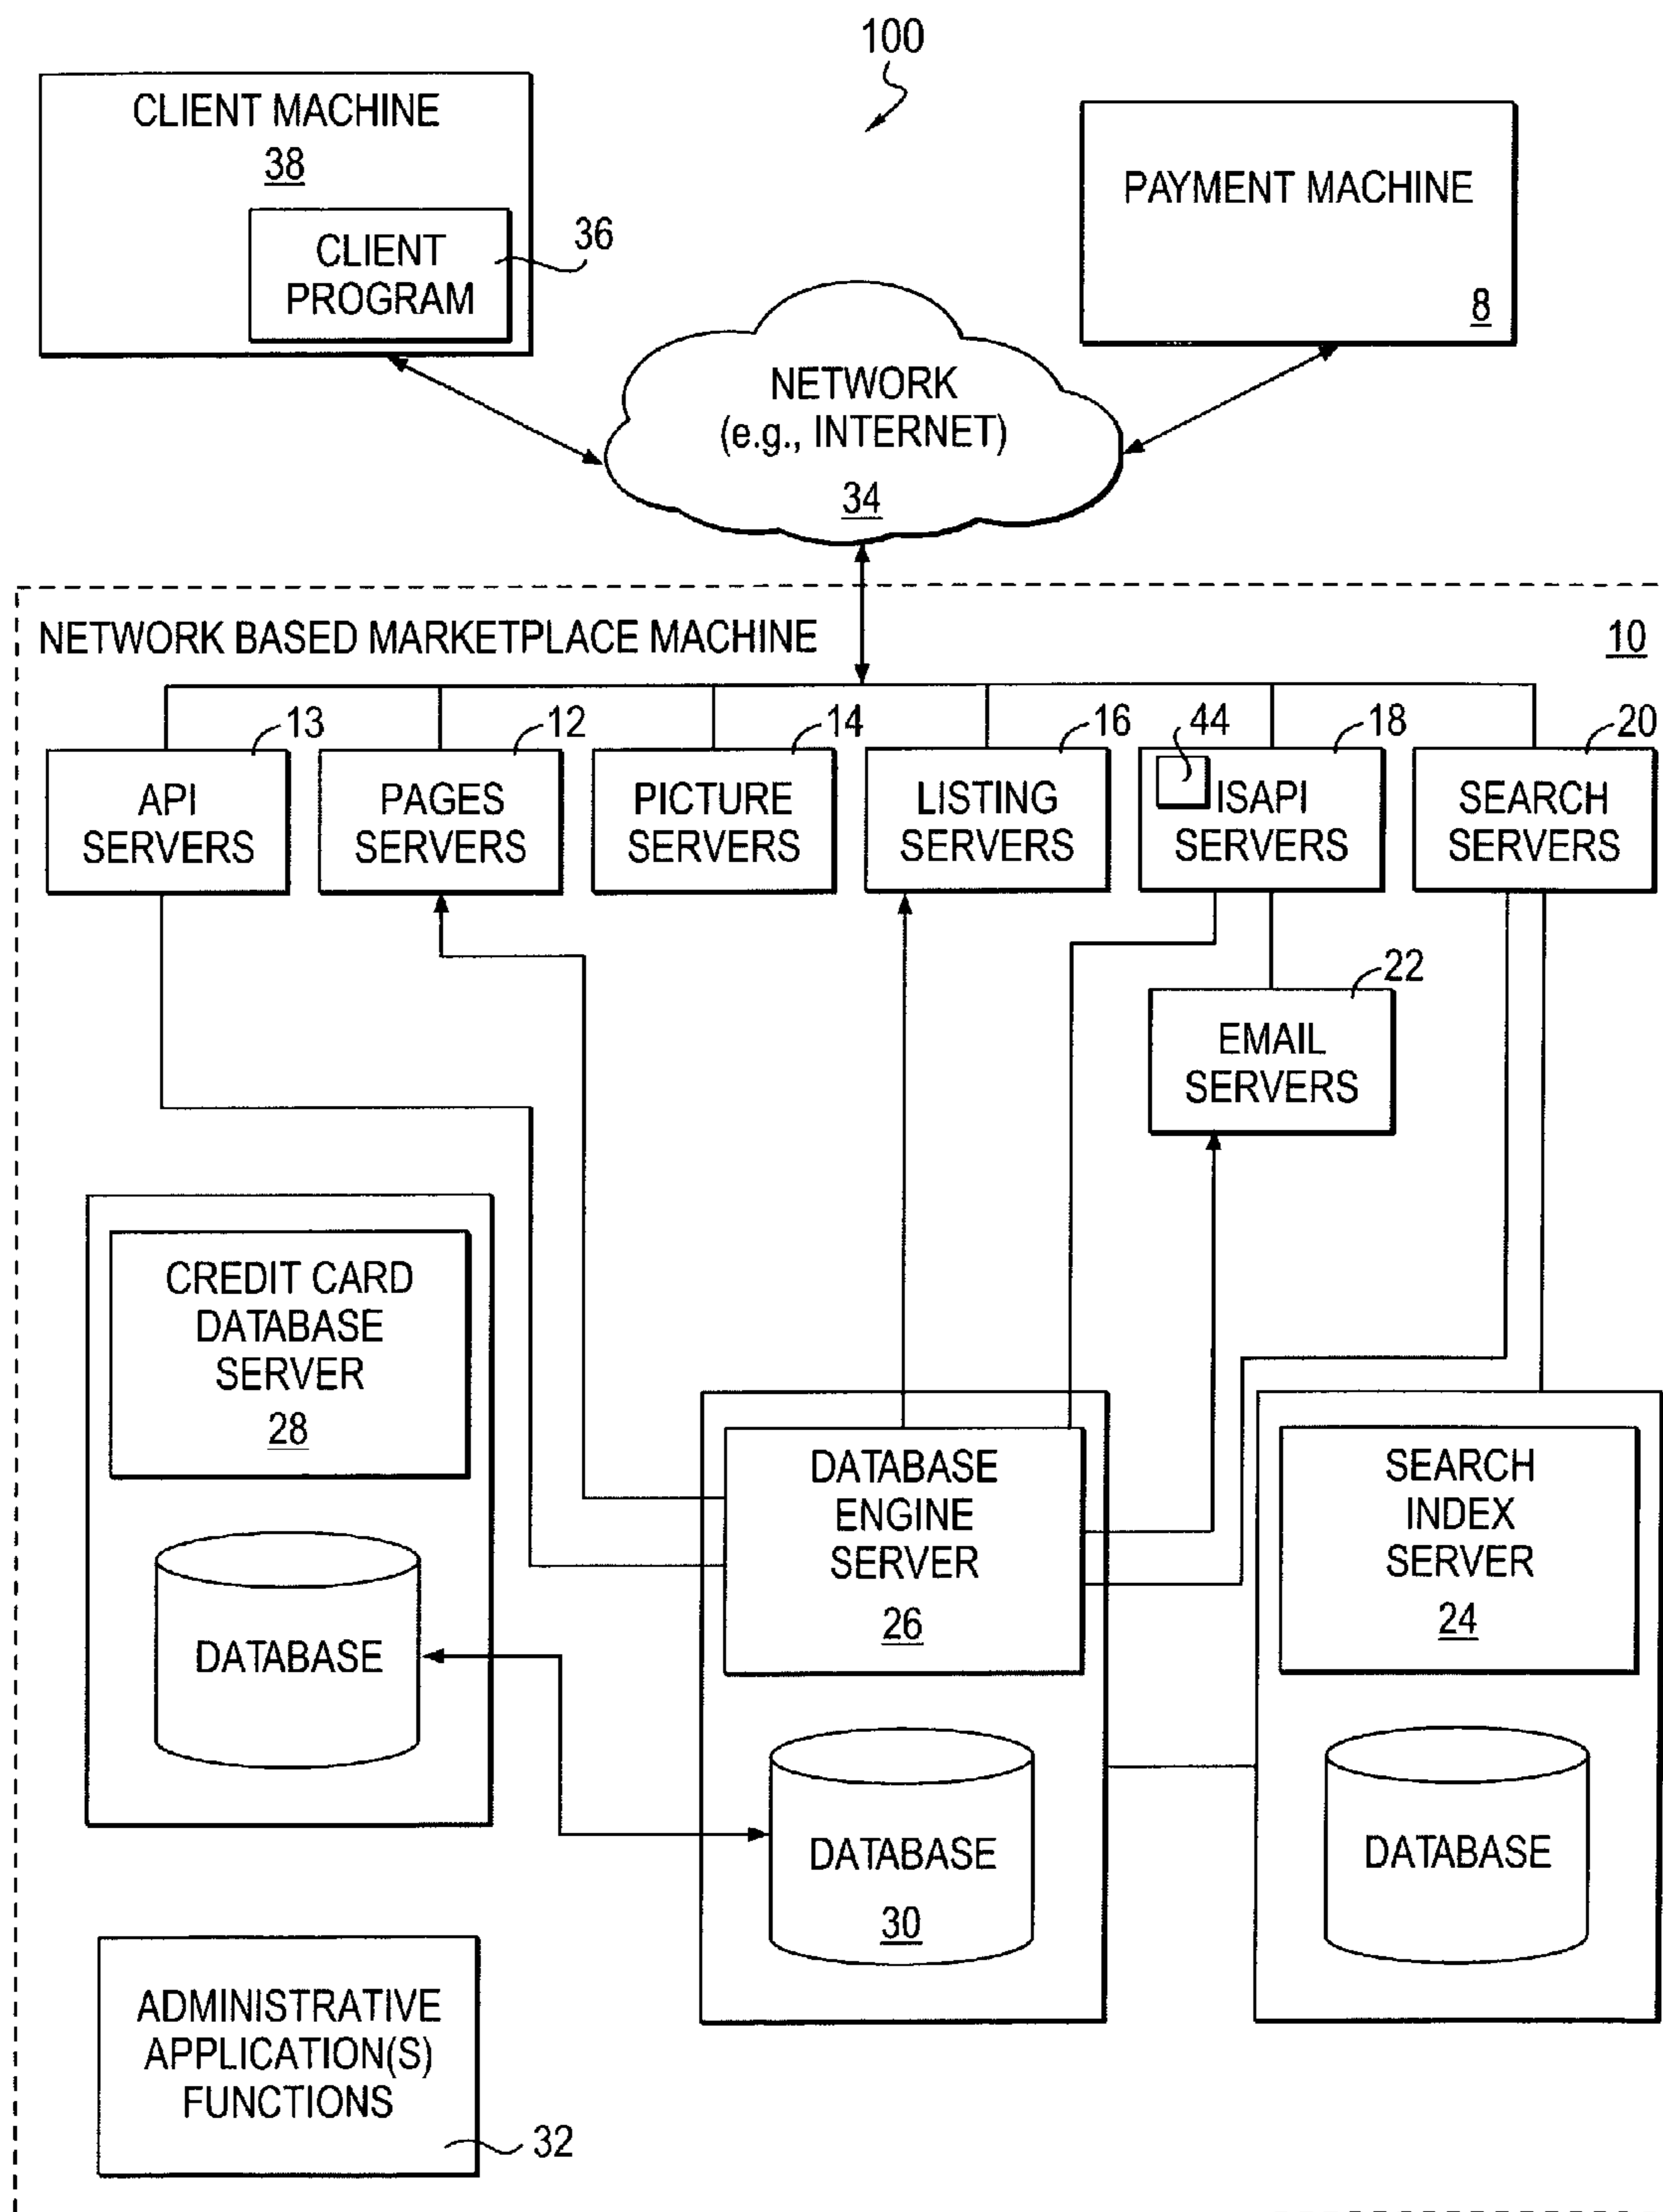 100
CLIENT MACHINE
38
CLIENT
PROGRAM
36
PAYMENT MACHINE
8
NETWORK
(e.g., INTERNET)
34
NETWORK BASED MARKETPLACE MACHINE
10
13
API
SERVERS
12
PAGES
SERVERS
14
PICTURE
SERVERS
16
LISTING
SERVERS
44
18
ISAPI
SERVERS
20
SEARCH
SERVERS
22
EMAIL
SERVERS
CREDIT CARD
DATABASE
SERVER
28
DATABASE
DATABASE
ENGINE
SERVER
26
DATABASE
30
SEARCH
INDEX
SERVER
24
DATABASE
ADMINISTRATIVE
APPLICATION(S)
FUNCTIONS
32